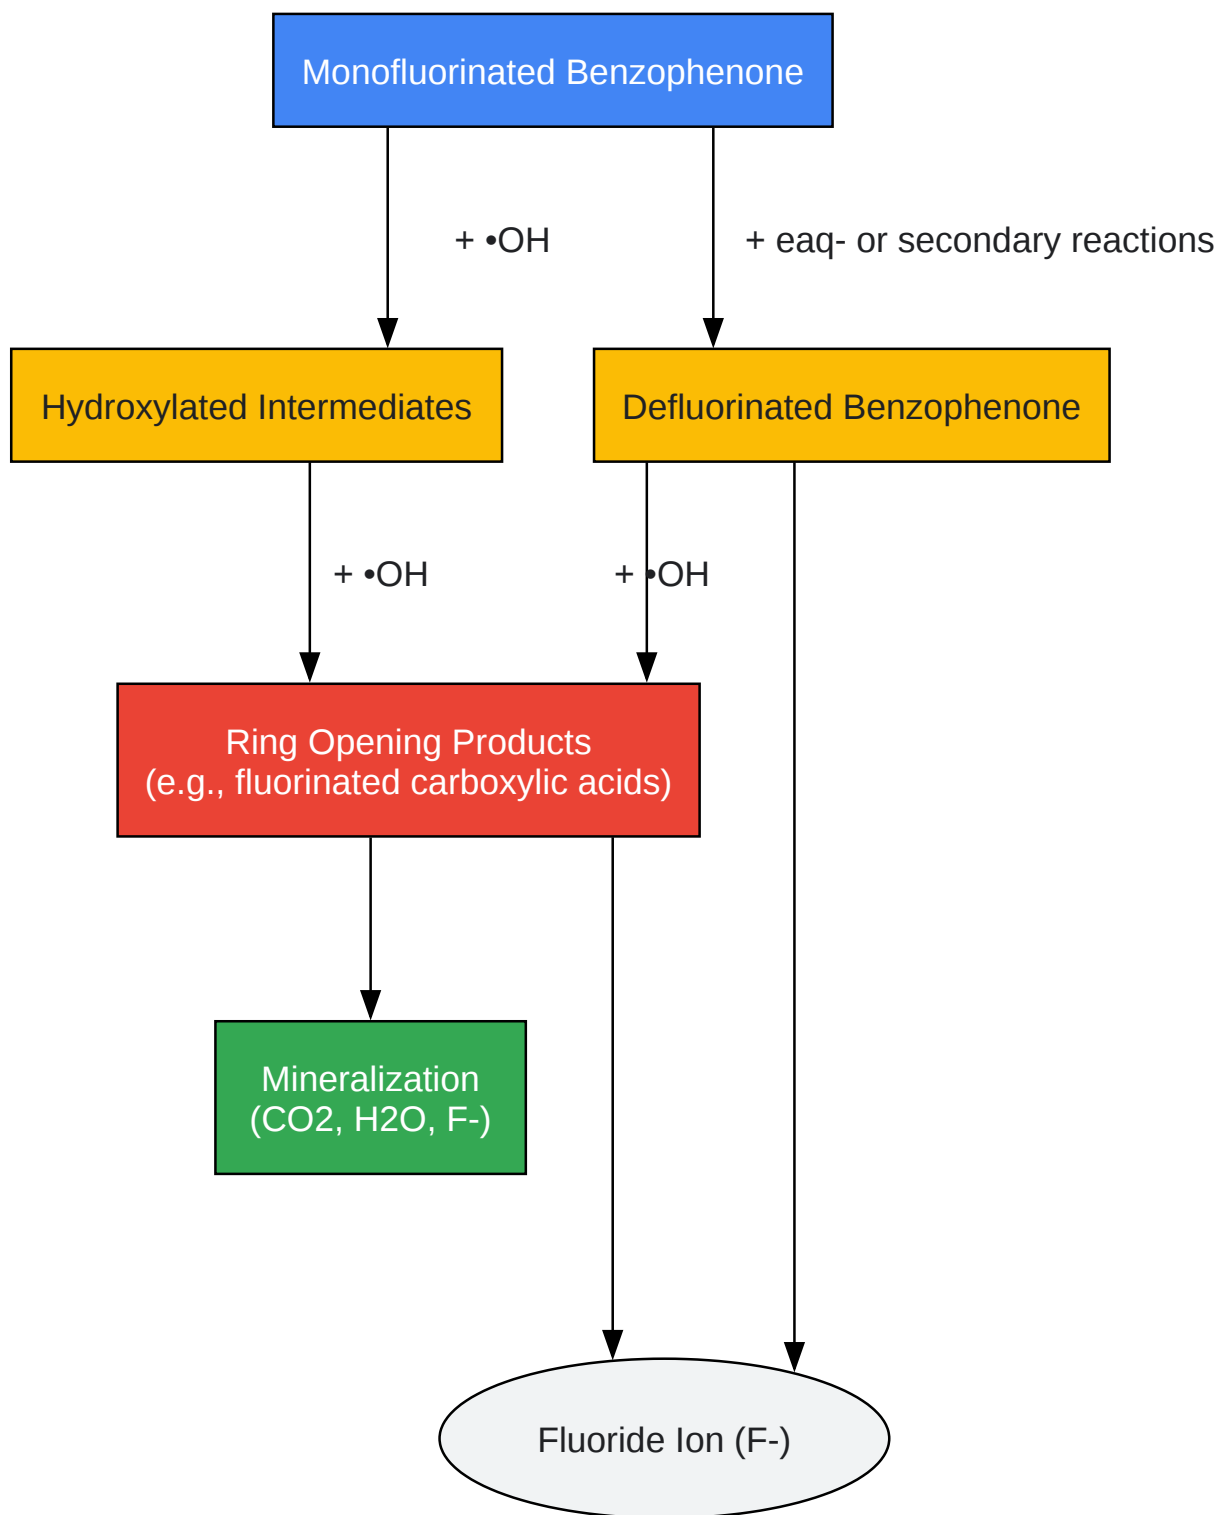 Monofluorinated Benzophenone
+ •OH
+ eaq- or secondary reactions
Hydroxylated Intermediates
Defluorinated Benzophenone
+ •OH
+ •OH
Ring Opening Products
(e.g., fluorinated carboxylic acids)
Mineralization
(CO2, H2O, F-)
Fluoride Ion (F-)